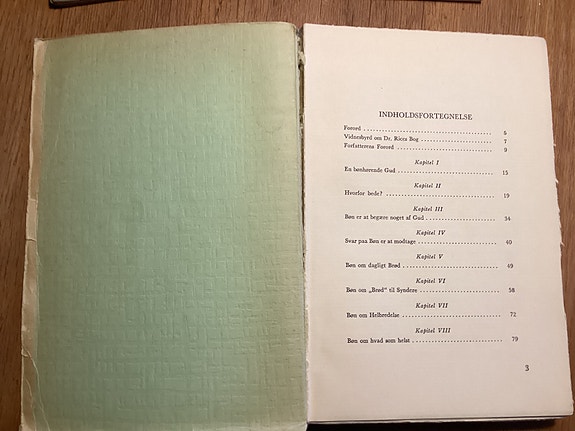 INDHOLDSFORTEGNELSE
Forord ........................................ 6
Vidnesbyrd om Dr. Rices Bog ........................ 7
Forfatterens Forord .............................. 9
Kapitel I
En bønhørende Gud .............................. 15
Kapitel II
Hvorfor bede? .................................. 19
Kapitel III
Bøn er at begære noget af Gud ...................... 34
Kapitel IV
Svar paa Bøn er at modtage ........................ 40
Kapitel V
Bøn om dagligt Brød .............................. 49
Kapitel VI
Bøn om „Brød“ til Syndere ........................ 58
Kapitel VII
Bøn om Helbredelse .............................. 72
Kapitel VIII
Bøn om hvad som helst ............................ 79
3